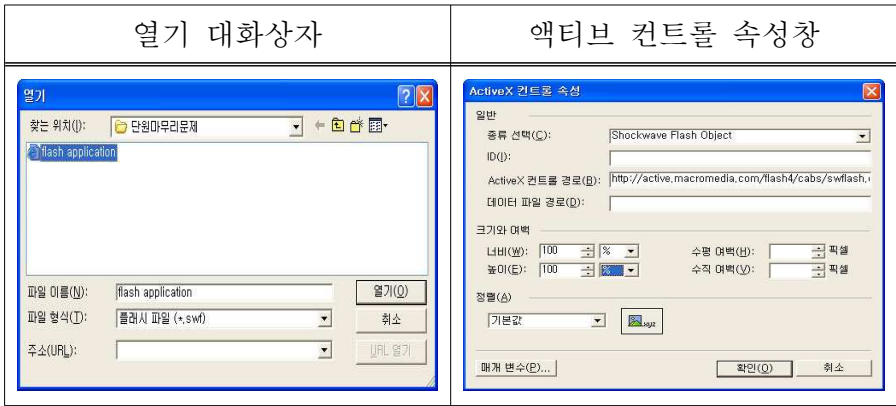 열기 대화상자
액티브 컨트롤 속성창
열기
찾는 위치(I):
단원마무리문제
flash application
파일 이름(N):
flash application
열기(O)
파일 형식(T):
플래시 파일 (*.swf)
취소
주소(URL):
URL 열기
ActiveX 컨트롤 속성
일반
종류 선택(C):
Shockwave Flash Object
ID(I):
ActiveX 컨트롤 경로(B):
http://active.macromedia.com/flash4/cabs/swflash.
데이터 파일 경로(D):
크기와 여백
너비(W): 100 % 수평 여백(H): 픽셀
높이(E): 100 % 수직 여백(V): 픽셀
정렬(A)
기본값
xyz
매개 변수(P)...
확인(O)
취소